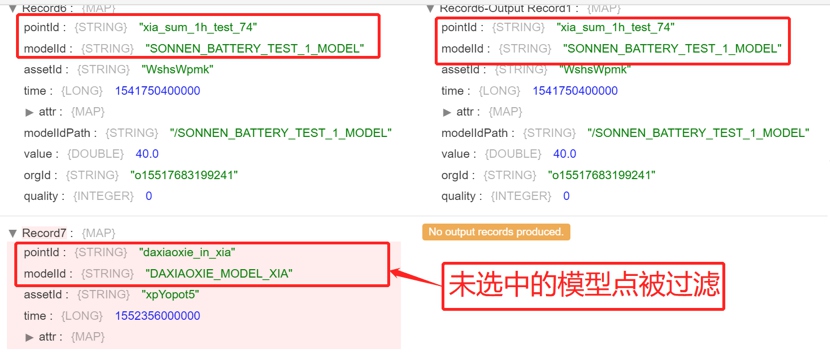 ▼ Record6 : {MAP}
pointId : {STRING} "xia_sum_1h_test_74"
modelId : {STRING} "SONNEN_BATTERY_TEST_1_MODEL"
assetId : {STRING} "WshsWpmk"
time : {LONG} 1541750400000
▶ attr : {MAP}
modelIdPath : {STRING} "/SONNEN_BATTERY_TEST_1_MODEL"
value : {DOUBLE} 40.0
orgId : {STRING} "o15517683199241"
quality : {INTEGER} 0
▼ Record6-Output Record1 : {MAP}
pointId : {STRING} "xia_sum_1h_test_74"
modelId : {STRING} "SONNEN_BATTERY_TEST_1_MODEL"
assetId : {STRING} "WshsWpmk"
time : {LONG} 1541750400000
▶ attr : {MAP}
modelIdPath : {STRING} "/SONNEN_BATTERY_TEST_1_MODEL"
value : {DOUBLE} 40.0
orgId : {STRING} "o15517683199241"
quality : {INTEGER} 0
▼ Record7 : {MAP}
pointId : {STRING} "daxiaoxie_in_xia"
modelId : {STRING} "DAXIAOXIE_MODEL_XIA"
assetId : {STRING} "xpYopot5"
time : {LONG} 1552356000000
▶ attr : {MAP}
No output records produced.
未选中的模型点被过滤